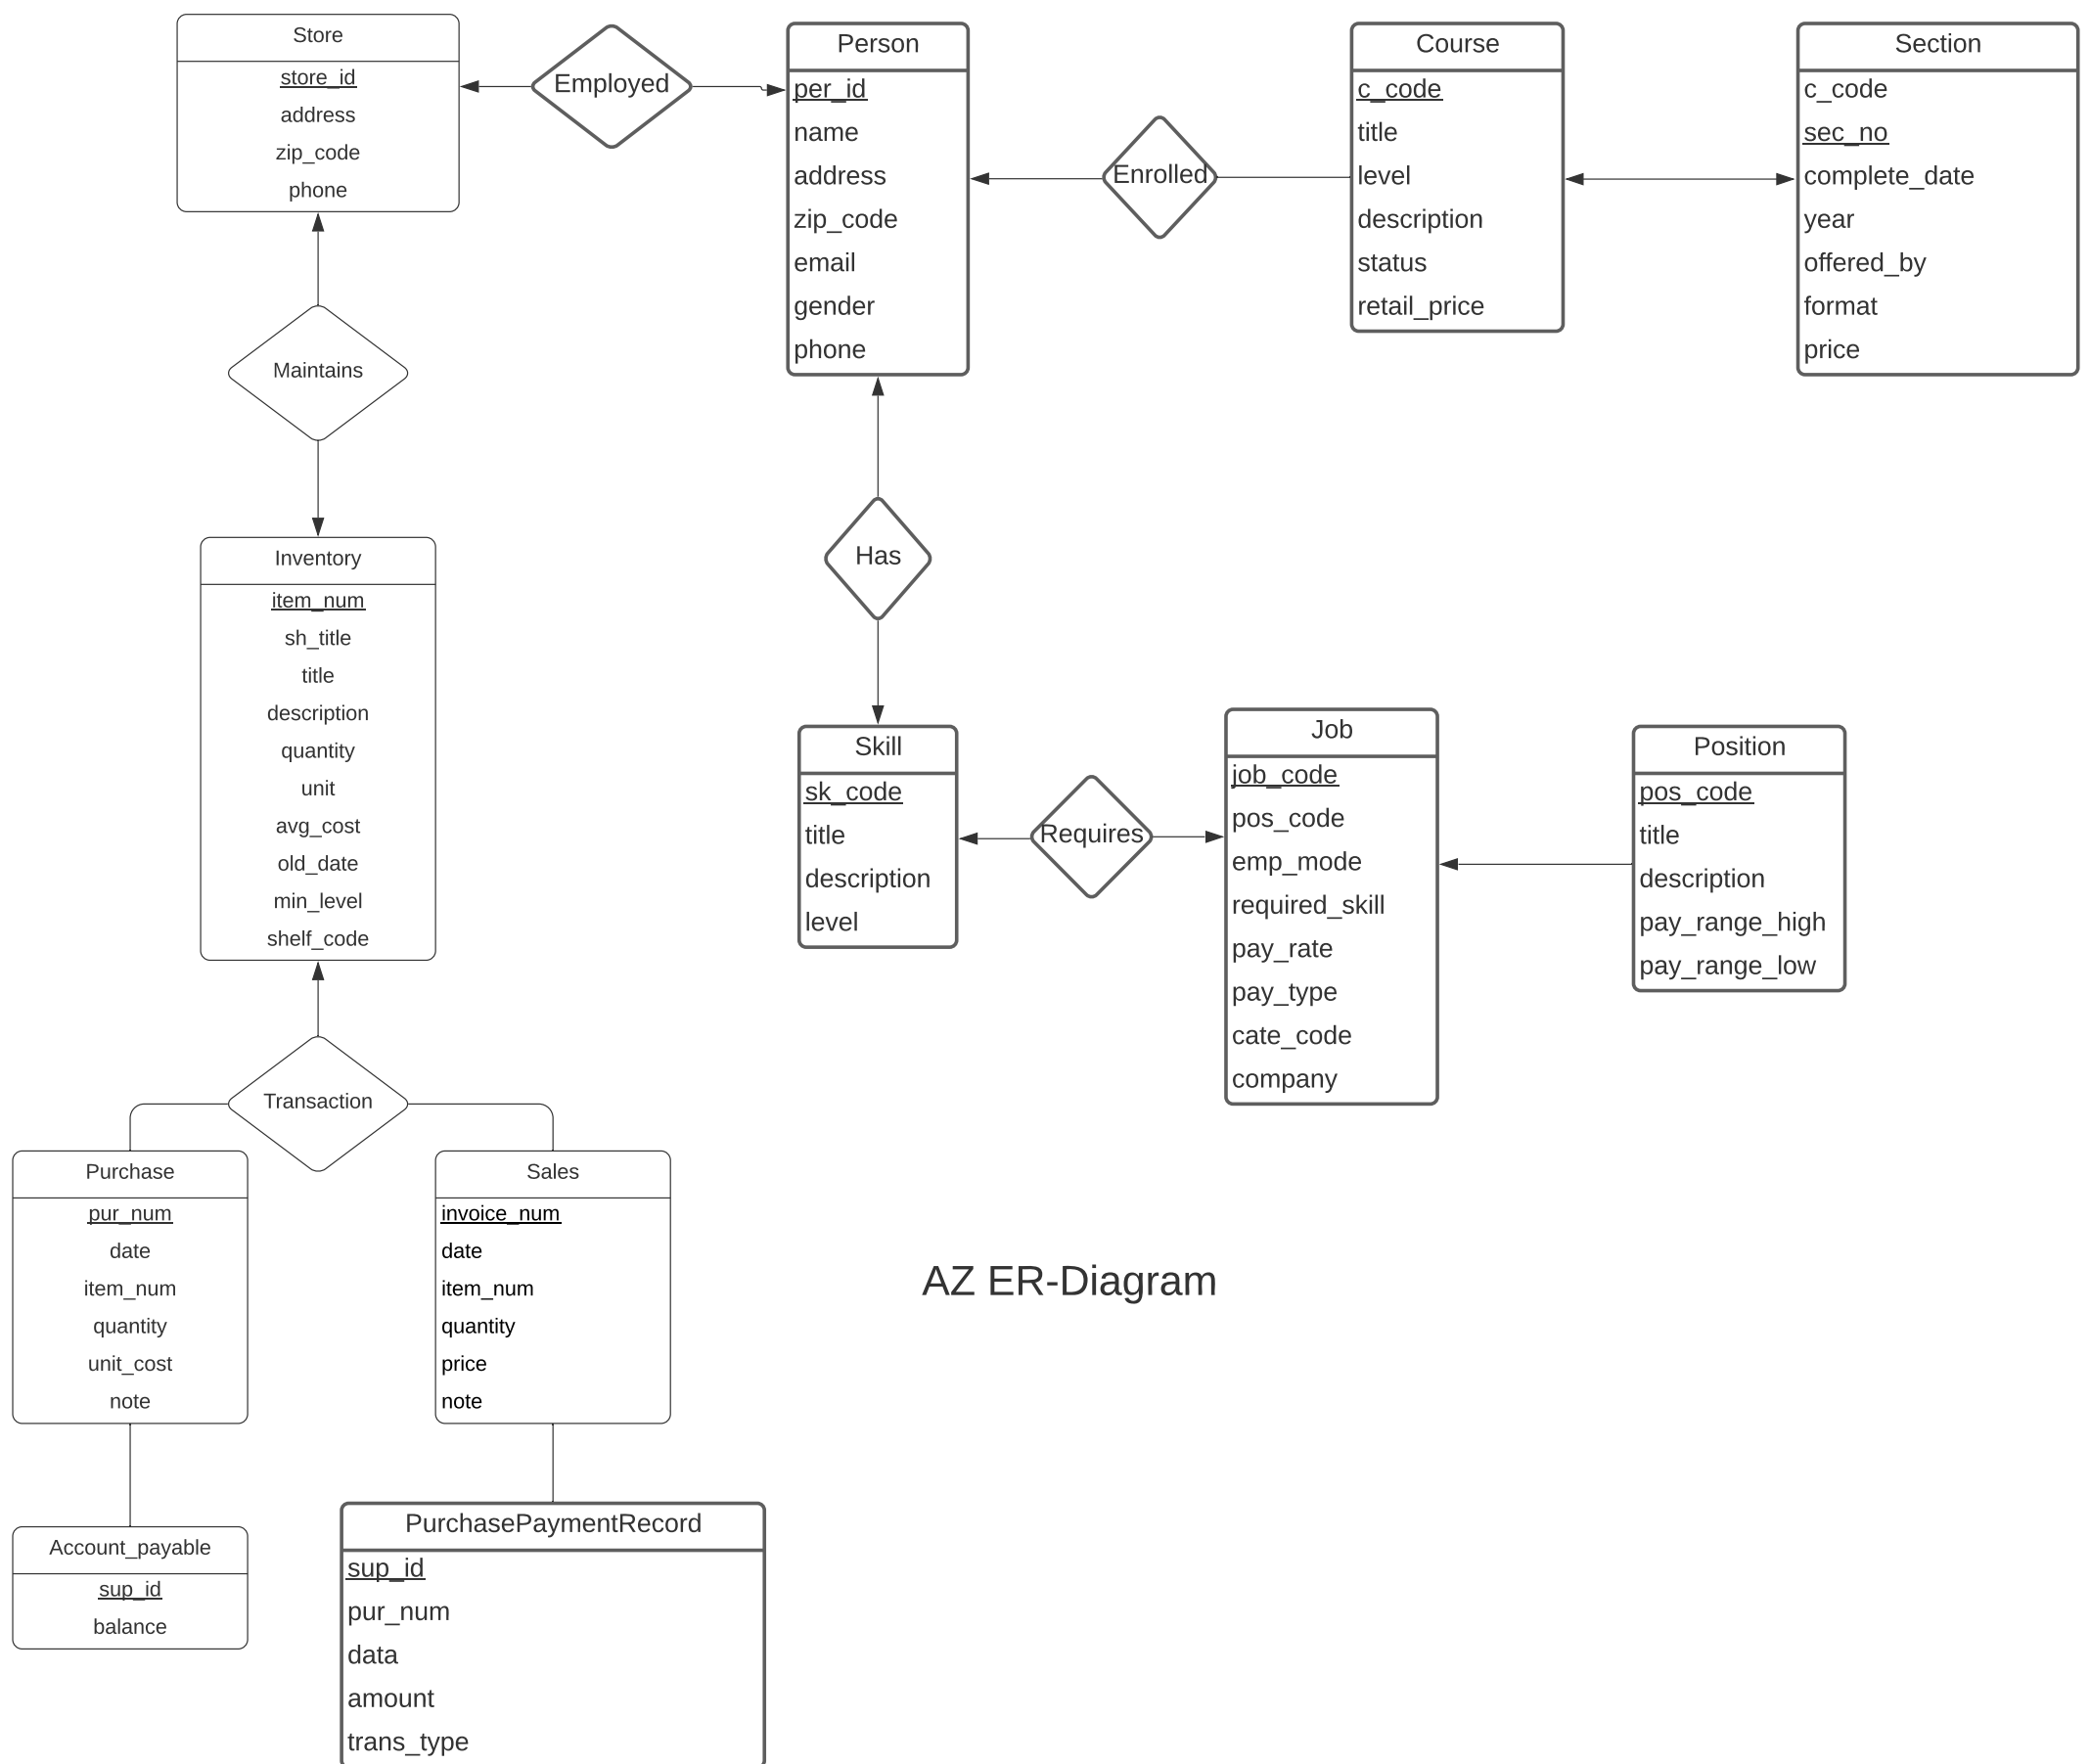 Store
store_id
address
zip_code
phone
Employed
Person
per_id
name
address
zip_code
email
gender
phone
Enrolled
Course
c_code
title
level
description
status
retail_price
Section
c_code
sec_no
complete_date
year
offered_by
format
price
Maintains
Has
Inventory
item_num
sh_title
title
description
quantity
unit
avg_cost
old_date
min_level
shelf_code
Skill
sk_code
title
description
level
Requires
Job
job_code
pos_code
emp_mode
required_skill
pay_rate
pay_type
cate_code
company
Position
pos_code
title
description
pay_range_high
pay_range_low
Transaction
Purchase
pur_num
date
item_num
quantity
unit_cost
note
Sales
invoice_num
date
item_num
quantity
price
note
AZ ER-Diagram
Account_payable
sup_id
balance
PurchasePaymentRecord
sup_id
pur_num
data
amount
trans_type